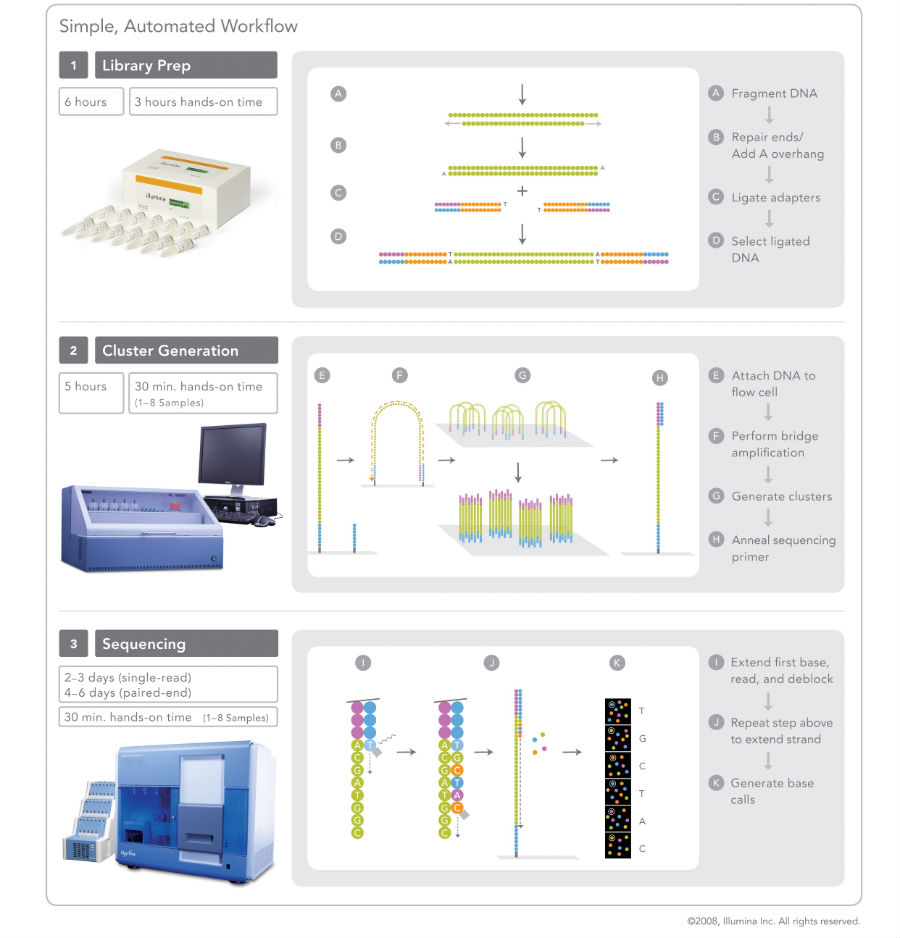 Simple, Automated Workflow
1 Library Prep
6 hours
3 hours hands-on time
illumina
A
B
C
D
A
A
+
T
T
T
A
A
T
A Fragment DNA
B Repair ends/
Add A overhang
C Ligate adapters
D Select ligated
DNA
2 Cluster Generation
5 hours
30 min. hands-on time
(1–8 Samples)
E
F
G
H
E Attach DNA to
flow cell
F Perform bridge
amplification
G Generate clusters
H Anneal sequencing
primer
3 Sequencing
2–3 days (single-read)
4–6 days (paired-end)
30 min. hands-on time (1–8 Samples)
I
J
K
A T
C
G
A
T
G
G
C
A T
C G
G C
A T
T A
G C
G
C
T
G
C
T
A
C
I Extend first base,
read, and deblock
J Repeat step above
to extend strand
K Generate base
calls
©2008, Illumina Inc. All rights reserved.